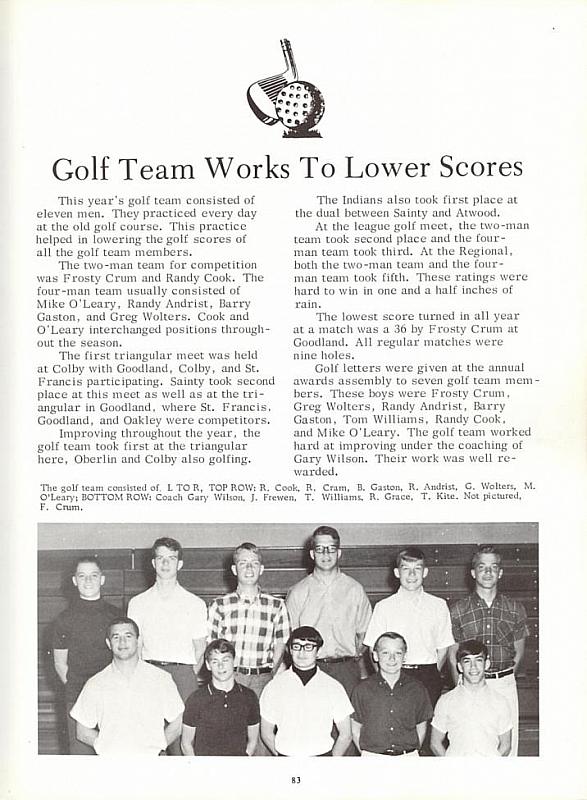 Golf Team Works To Lower Scores
This year's golf team consisted of
eleven men. They practiced every day
at the old golf course. This practice
helped in lowering the golf scores of
all the golf team members.
The two-man team for competition
was Frosty Crum and Randy Cook. The
four-man team usually consisted of
Mike O'Leary, Randy Andrist, Barry
Gaston, and Greg Wolters. Cook and
O'Leary interchanged positions through-
out the season.
The first triangular meet was held
at Colby with Goodland, Colby, and St.
Francis participating. Sainty took second
place at this meet as well as at the tri-
angular in Goodland, where St. Francis,
Goodland, and Oakley were competitors.
Improving throughout the year, the
golf team took first at the triangular
here, Oberlin and Colby also golfing.
The Indians also took first place at
the dual between Sainty and Atwood.
At the league golf meet, the two-man
team took second place and the four-
man team took third. At the Regional,
both the two-man team and the four-
man team took fifth. These ratings were
hard to win in one and a half inches of
rain.
The lowest score turned in all year
at a match was a 36 by Frosty Crum at
Goodland. All regular matches were
nine holes.
Golf letters were given at the annual
awards assembly to seven golf team mem-
bers. These boys were Frosty Crum,
Greg Wolters, Randy Andrist, Barry
Gaston, Tom Williams, Randy Cook,
and Mike O'Leary. The golf team worked
hard at improving under the coaching of
Gary Wilson. Their work was well re-
warded.
The golf team consisted of. L TO R, TOP ROW: R. Cook, R. Cram, B. Gaston, R. Andrist, G. Wolters, M.
O'Leary; BOTTOM ROW: Coach Gary Wilson, J. Frewen, T. Williams, R. Grace, T. Kite. Not pictured,
F. Crum.
83